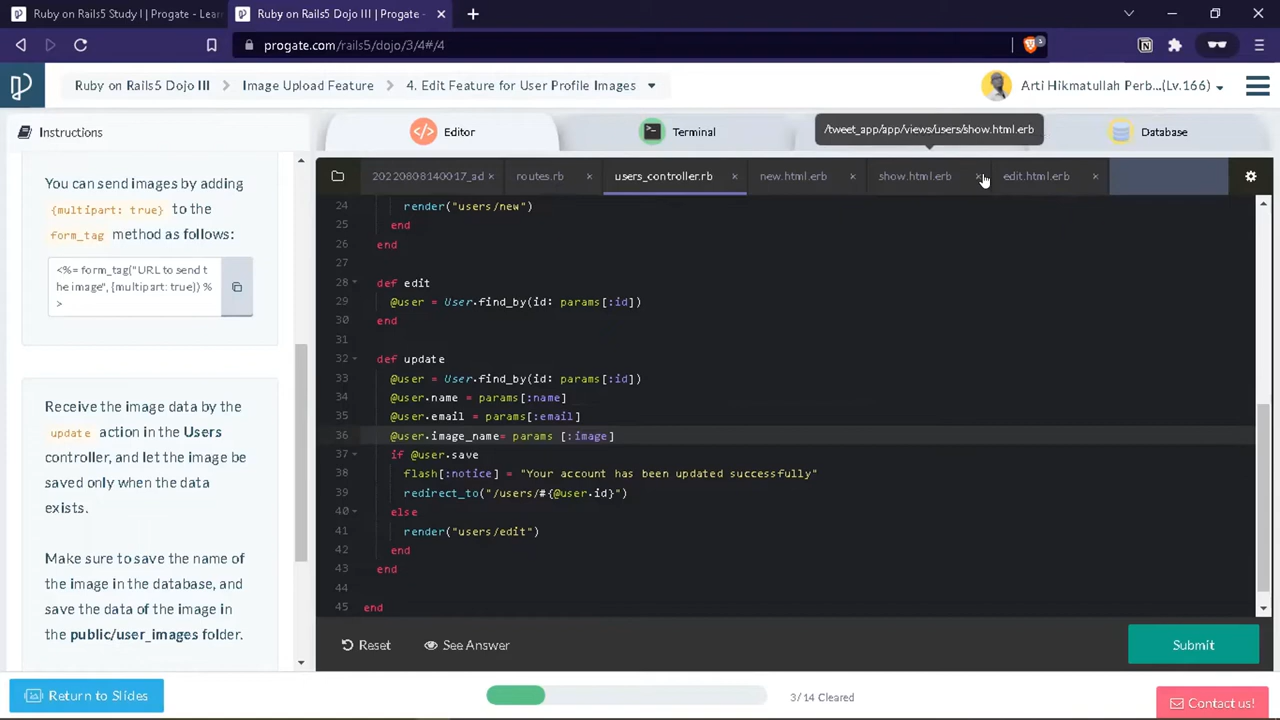 Ruby on Rails5 Study I | Progate - Lear
Ruby on Rails5 Dojo III | Progate -
progate.com/rails5/dojo/3/4#/4
3
Ruby on Rails5 Dojo III
Image Upload Feature
4. Edit Feature for User Profile Images
Arti Hikmatullah Perb...(Lv.166)
Instructions
Editor
Terminal
/tweet_app/app/views/users/show.html.erb
Database
20220808140017_ad
routes.rb
users_controller.rb
new.html.erb
show.html.erb
edit.html.erb
You can send images by adding
{multipart: true} to the
form_tag method as follows:
<%= form_tag("URL to send t
he image", {multipart: true}) %
>
Receive the image data by the
update action in the Users
controller, and let the image be
saved only when the data
exists.
Make sure to save the name of
the image in the database, and
save the data of the image in
the public/user_images folder.
24 render("users/new")
25 end
26 end
27
28 def edit
29 @user = User.find_by(id: params[:id])
30 end
31
32 def update
33 @user = User.find_by(id: params[:id])
34 @user.name = params[:name]
35 @user.email = params[:email]
36 @user.image_name= params [:image]
37 if @user.save
38 flash[:notice] = "Your account has been updated successfully"
39 redirect_to("/users/#{@user.id}")
40 else
41 render("users/edit")
42 end
43 end
44
45 end
Reset
See Answer
Submit
Return to Slides
3/14 Cleared
Contact us!